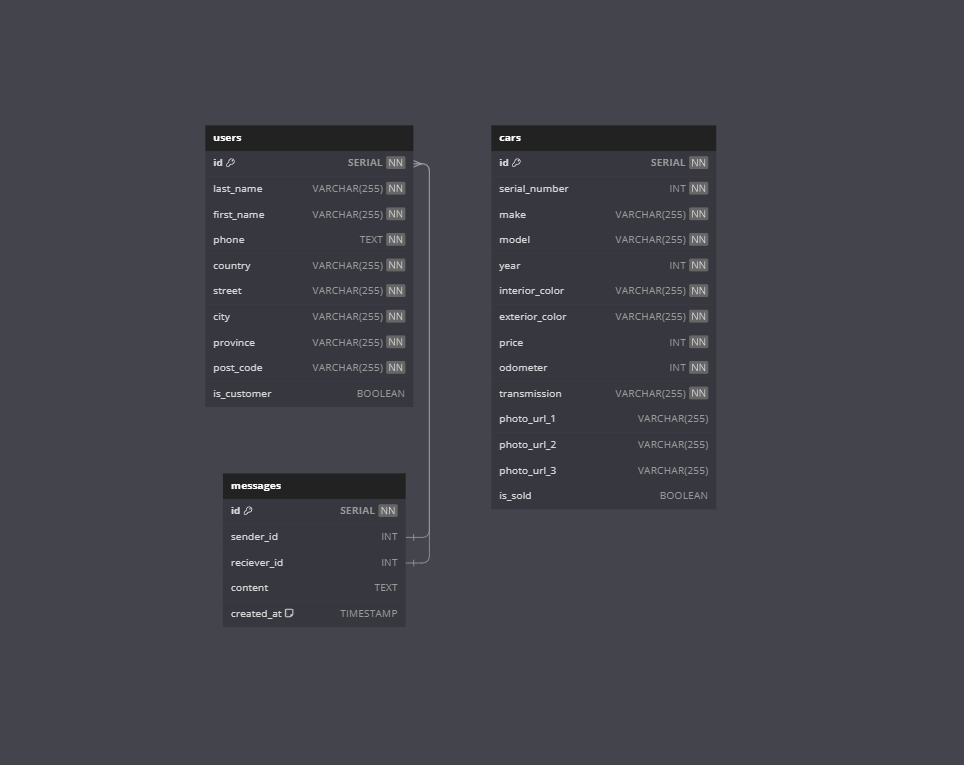 users
id SERIAL NN
last_name VARCHAR(255) NN
first_name VARCHAR(255) NN
phone TEXT NN
country VARCHAR(255) NN
street VARCHAR(255) NN
city VARCHAR(255) NN
province VARCHAR(255) NN
post_code VARCHAR(255) NN
is_customer BOOLEAN
messages
id SERIAL NN
sender_id INT
reciever_id INT
content TEXT
created_at TIMESTAMP
cars
id SERIAL NN
serial_number INT NN
make VARCHAR(255) NN
model VARCHAR(255) NN
year INT NN
interior_color VARCHAR(255) NN
exterior_color VARCHAR(255) NN
price INT NN
odometer INT NN
transmission VARCHAR(255) NN
photo_url_1 VARCHAR(255)
photo_url_2 VARCHAR(255)
photo_url_3 VARCHAR(255)
is_sold BOOLEAN